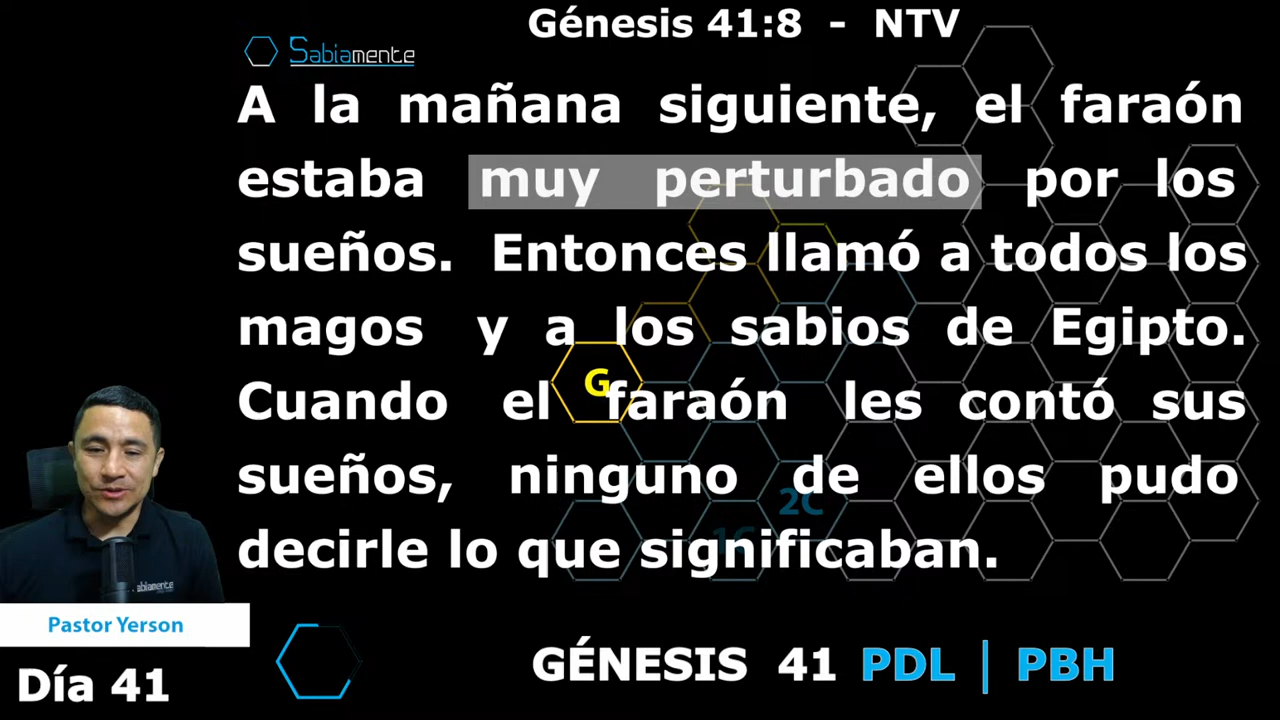 Génesis 41:8 - NTV
Sabiamente
A la mañana siguiente, el faraón
estaba muy perturbado por los
sueños. Entonces llamó a todos los
magos y a los sabios de Egipto.
G
Cuando el faraón les contó sus
sueños, ninguno de ellos pudo
2C
1C
decirle lo que significaban.
abiamente
Pastor Yerson
Día 41
GÉNESIS 41 PDL | PBH